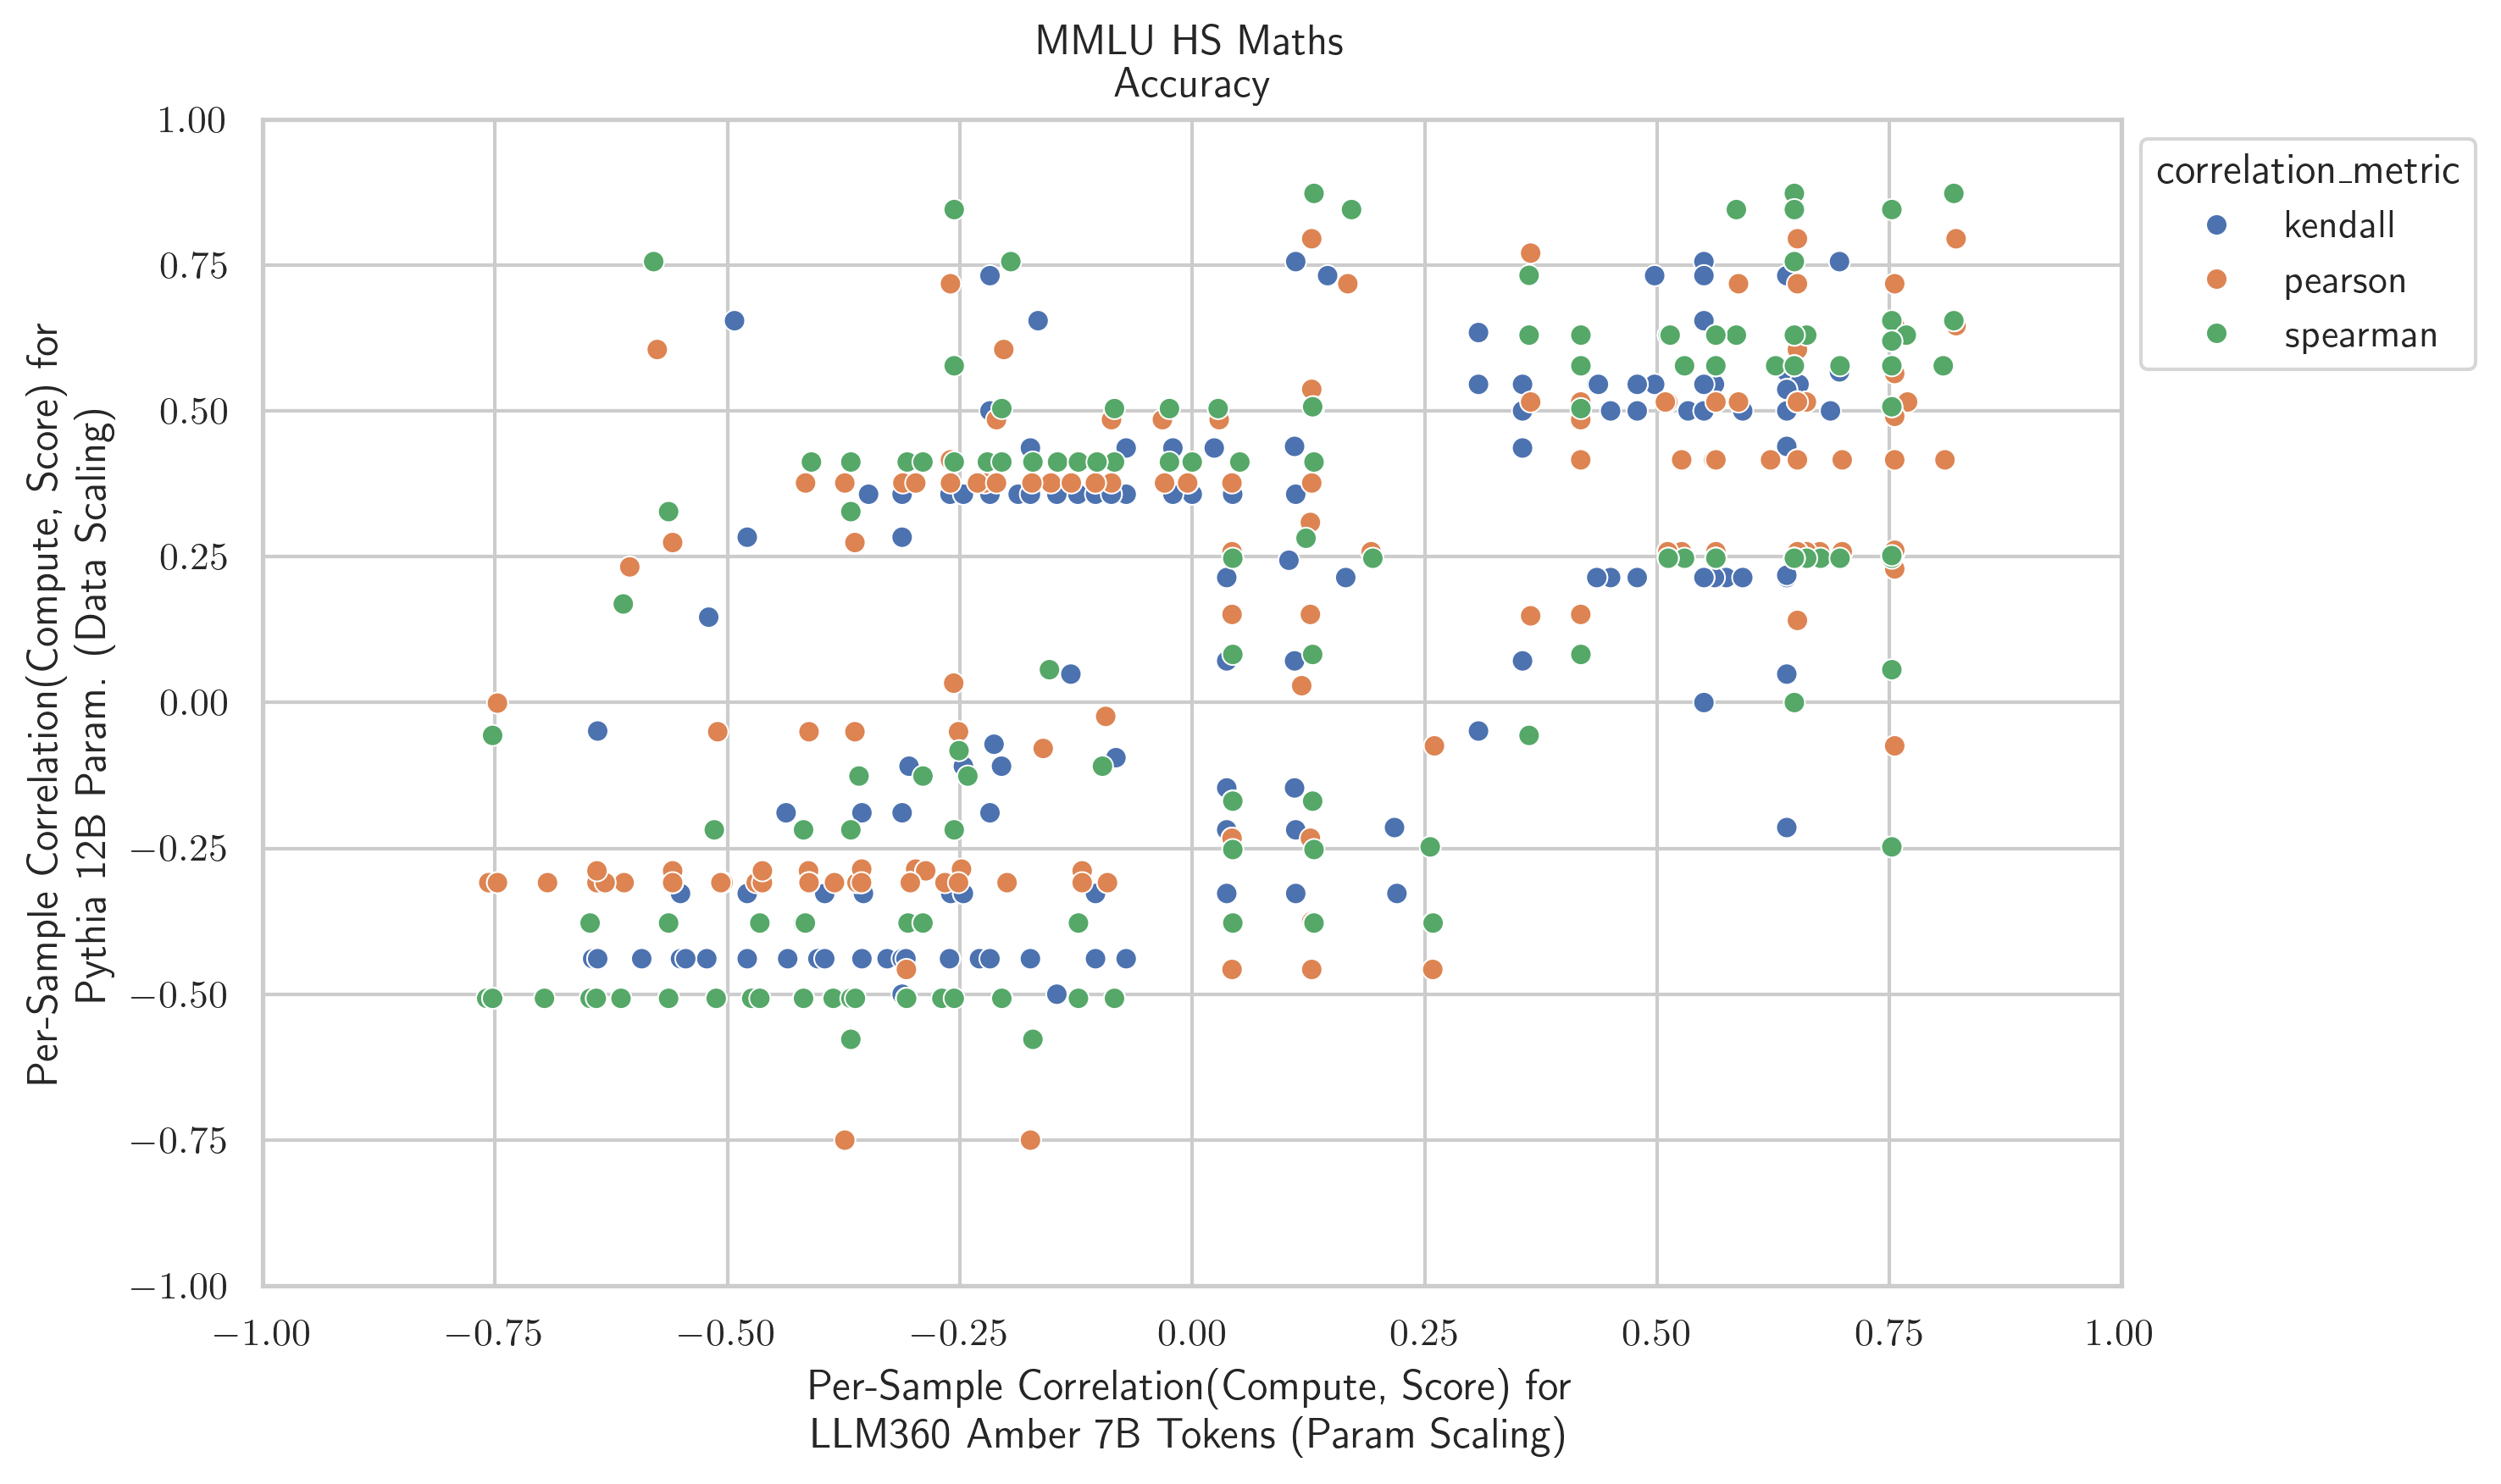 MMLU HS Maths
Accuracy
Per-Sample Correlation(Compute, Score) for
Pythia 12B Param. (Data Scaling)
1.00
0.75
0.50
0.25
0.00
−0.25
−0.50
−0.75
−1.00
−1.00 −0.75 −0.50 −0.25 0.00 0.25 0.50 0.75 1.00
Per-Sample Correlation(Compute, Score) for
LLM360 Amber 7B Tokens (Param Scaling)
correlation_metric
kendall
pearson
spearman